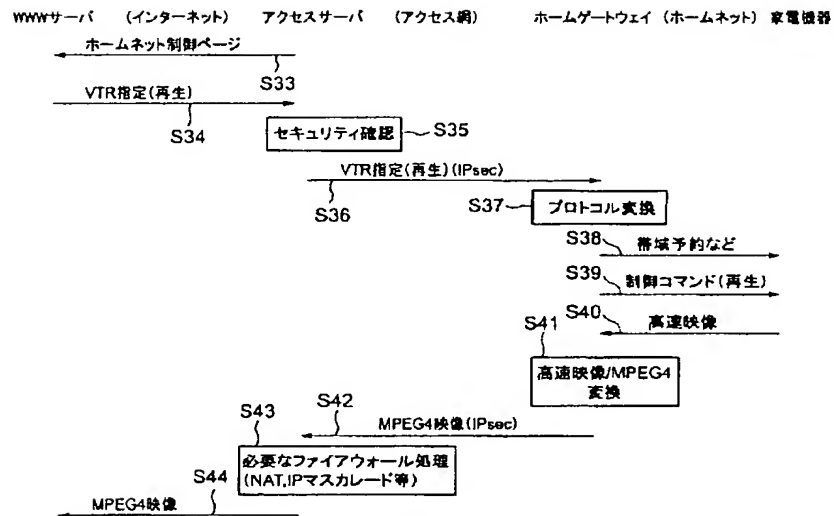 WWWサーバ (インターネット) アクセスサーバ (アクセス網) ホームゲートウェイ (ホームネット) 家電機器
ホームネット制御ページ
S33
VTR指定(再生)
S34
セキュリティ確認
S35
VTR指定(再生)(IPsec)
S36
S37
プロトコル変換
S38
帯域予約など
S39
制御コマンド(再生)
S40
高速映像
S41
高速映像/MPEG4
変換
S42
MPEG4映像(IPsec)
S43
必要なファイアウォール処理
(NAT,IPマスカレード等)
S44
MPEG4映像